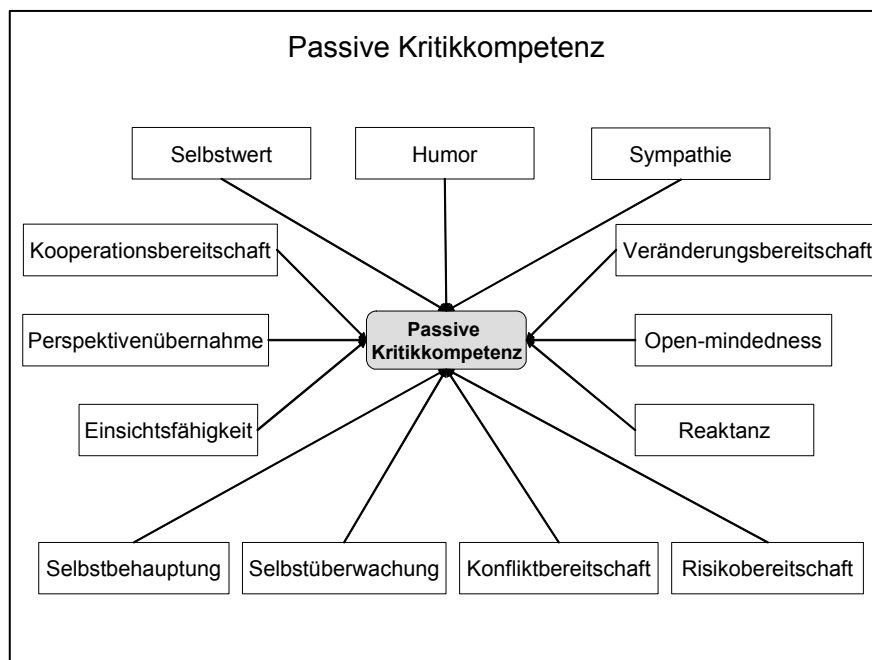 Passive Kritikkompetenz
Selbstwert
Humor
Sympathie
Kooperationsbereitschaft
Veränderungsbereitschaft
Passive
Kritikkompetenz
Perspektivenübernahme
Open-mindedness
Einsichtsfähigkeit
Reaktanz
Selbstbehauptung
Selbstüberwachung
Konfliktbereitschaft
Risikobereitschaft